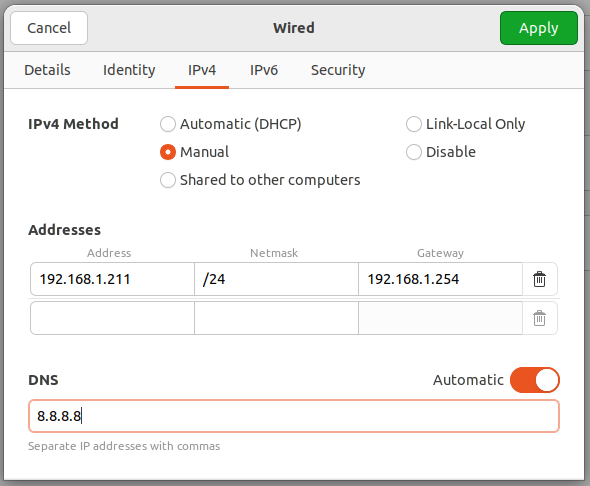 Cancel Wired Apply
Details Identity IPv4 IPv6 Security
IPv4 Method Automatic (DHCP) Link-Local Only
Manual Disable
Shared to other computers
Addresses
Address Netmask Gateway
192.168.1.211 /24 192.168.1.254
DNS Automatic
8.8.8.8
Separate IP addresses with commas